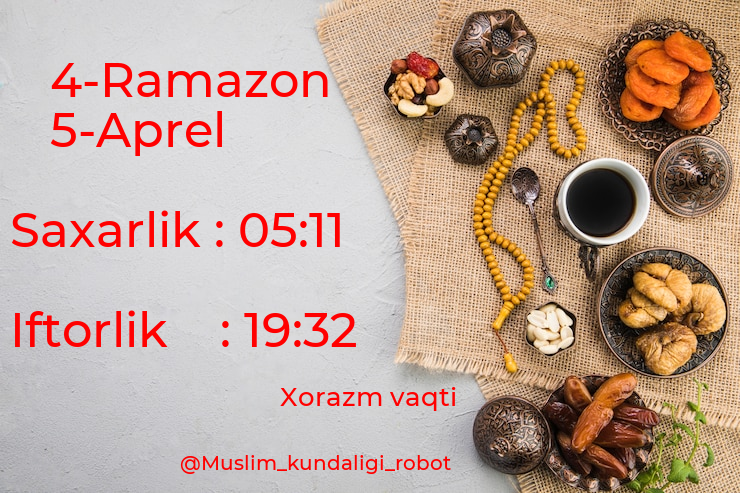 4-Ramazon
5-Aprel
Saxarlik : 05:11
Iftorlik : 19:32
Xorazm vaqti
@Muslim_kundaligi_robot